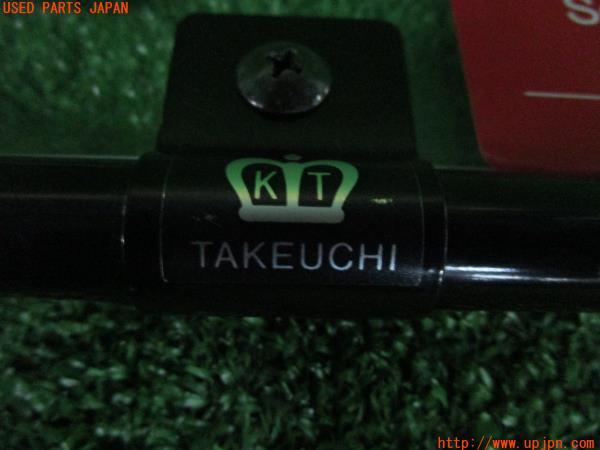 USED PARTS JAPAN
S
K T
TAKEUCHI
http://www.upjpn.com/